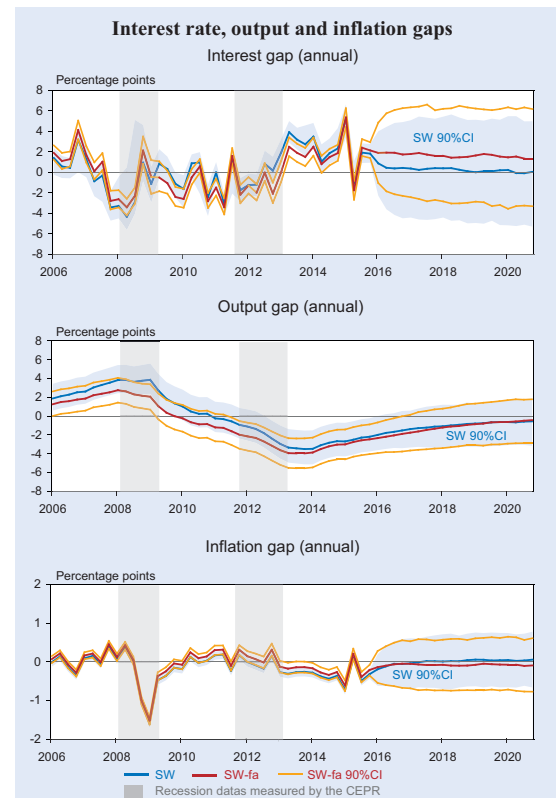 Interest rate, output and inflation gaps
Interest gap (annual)
Percentage points
8
6
4
2
0
-2
-4
-6
-8
SW 90%CI
2006 2008 2010 2012 2014 2016 2018 2020
Output gap (annual)
Percentage points
8
6
4
2
0
-2
-4
-6
-8
SW 90%CI
2006 2008 2010 2012 2014 2016 2018 2020
Inflation gap (annual)
Percentage points
2
1
0
-1
-2
SW 90%CI
2006 2008 2010 2012 2014 2016 2018 2020
SW SW-fa SW-fa 90%CI
Recession datas measured by the CEPR